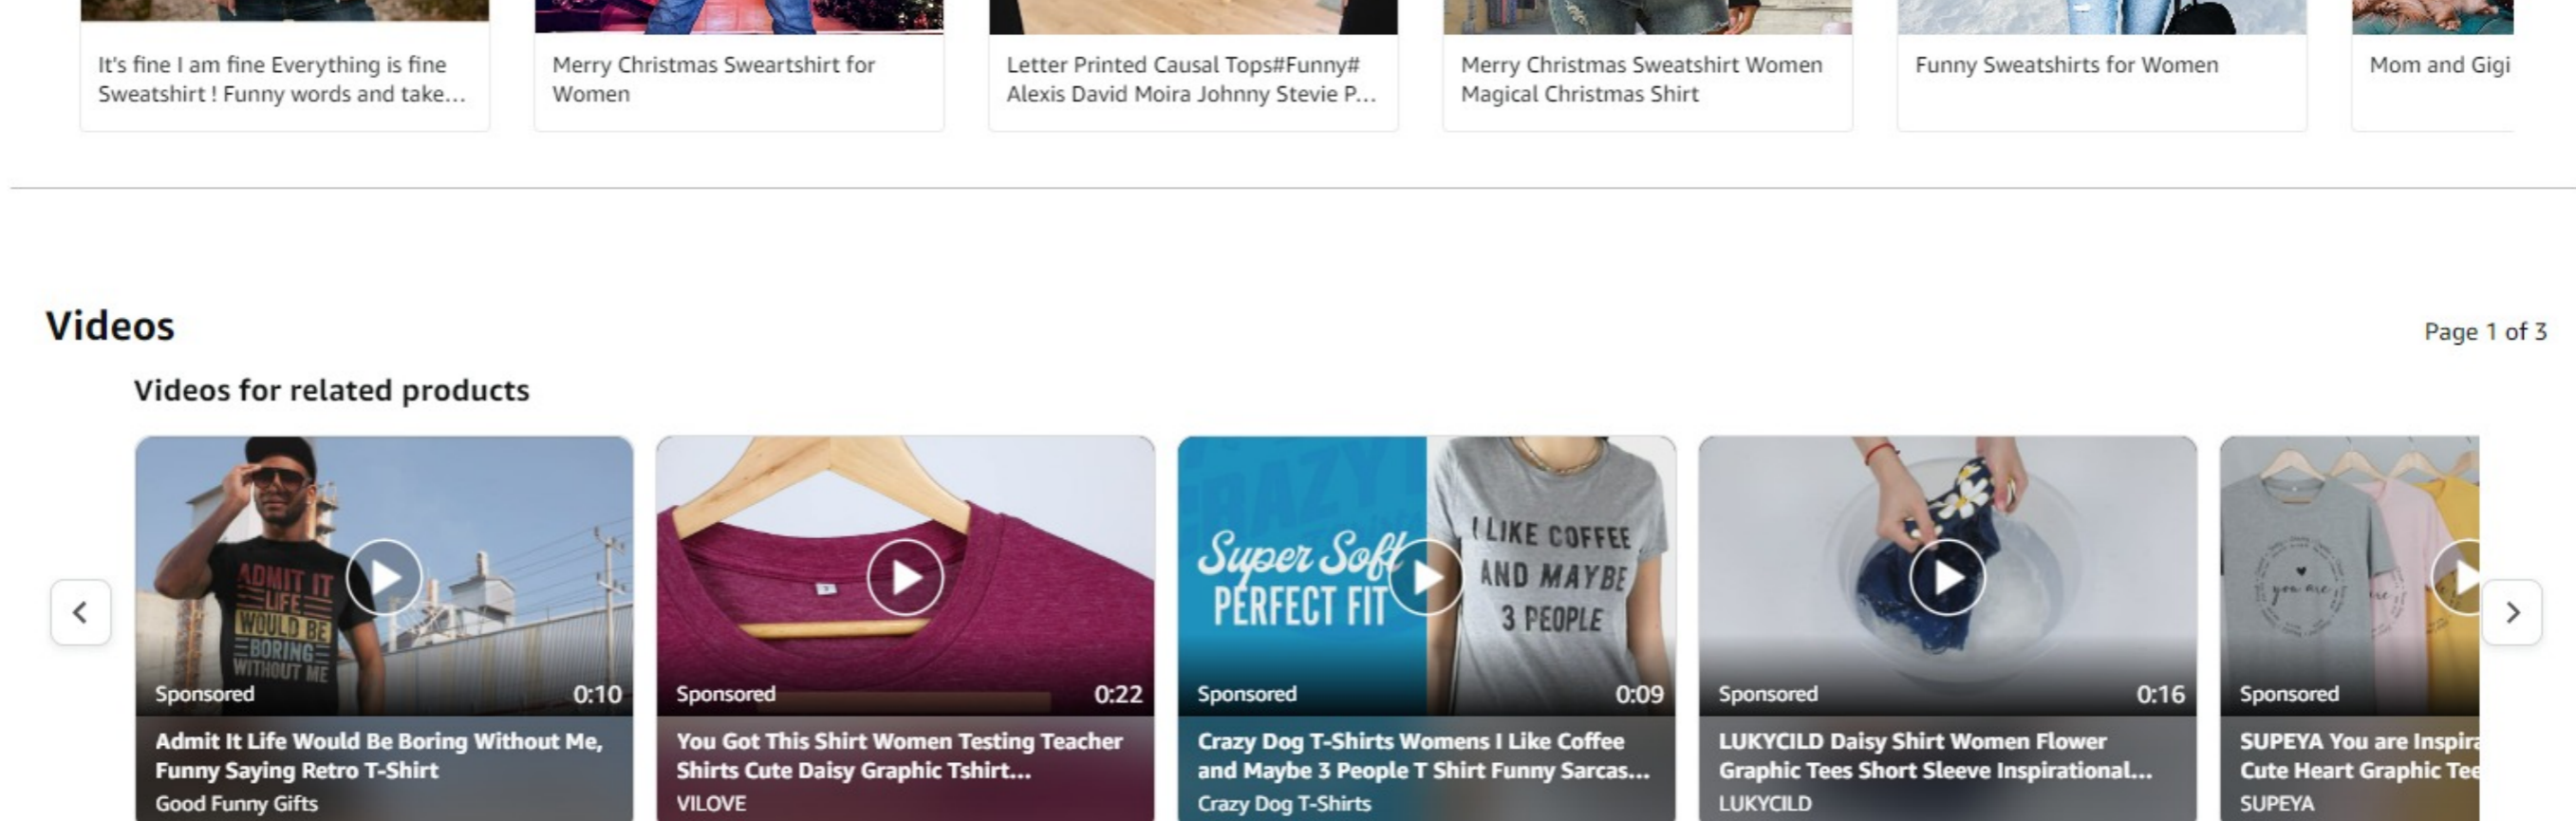 It's fine I am fine Everything is fine
Sweatshirt ! Funny words and take...
Merry Christmas Sweartshirt for
Women
Letter Printed Causal Tops#Funny#
Alexis David Moira Johnny Stevie P...
Merry Christmas Sweatshirt Women
Magical Christmas Shirt
Funny Sweatshirts for Women
Mom and Gigi
Videos
Page 1 of 3
Videos for related products
ADMIT IT
LIFE
WOULD BE
BORING
WITHOUT ME
Sponsored
0:10
Admit It Life Would Be Boring Without Me,
Funny Saying Retro T-Shirt
Good Funny Gifts
Sponsored
0:22
You Got This Shirt Women Testing Teacher
Shirts Cute Daisy Graphic Tshirt...
VILOVE
CRAZY
Super Soft
PERFECT FIT
I LIKE COFFEE
AND MAYBE
3 PEOPLE
Sponsored
0:09
Crazy Dog T-Shirts Womens I Like Coffee
and Maybe 3 People T Shirt Funny Sarcas...
Crazy Dog T-Shirts
Sponsored
0:16
LUKYCILD Daisy Shirt Women Flower
Graphic Tees Short Sleeve Inspirational...
LUKYCILD
you are
Sponsored
SUPEYA You are Inspira
Cute Heart Graphic Tee
SUPEYA